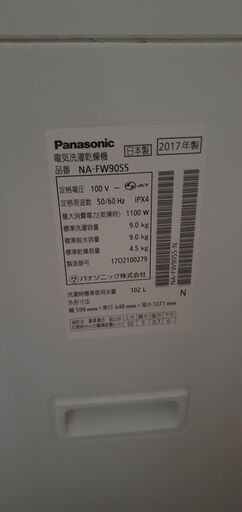 Panasonic 日本製 2017年製
電気洗濯乾燥機
品番 NA-FW90S5
定格電圧 100 V ～ JET
定格周波数 50/60 Hz IPX4
最大消費電力(乾燥時) 1100 W
標準洗濯容量 9.0 kg
標準脱水容量 9.0 kg
標準乾燥容量 4.5 kg
製造番号 17O2100279
パナソニック株式会社
洗濯時標準使用水量 102 L
外形寸法 N
幅 599 mm×奥行 648 mm×高さ1071 mm
NA-FW90S5-N